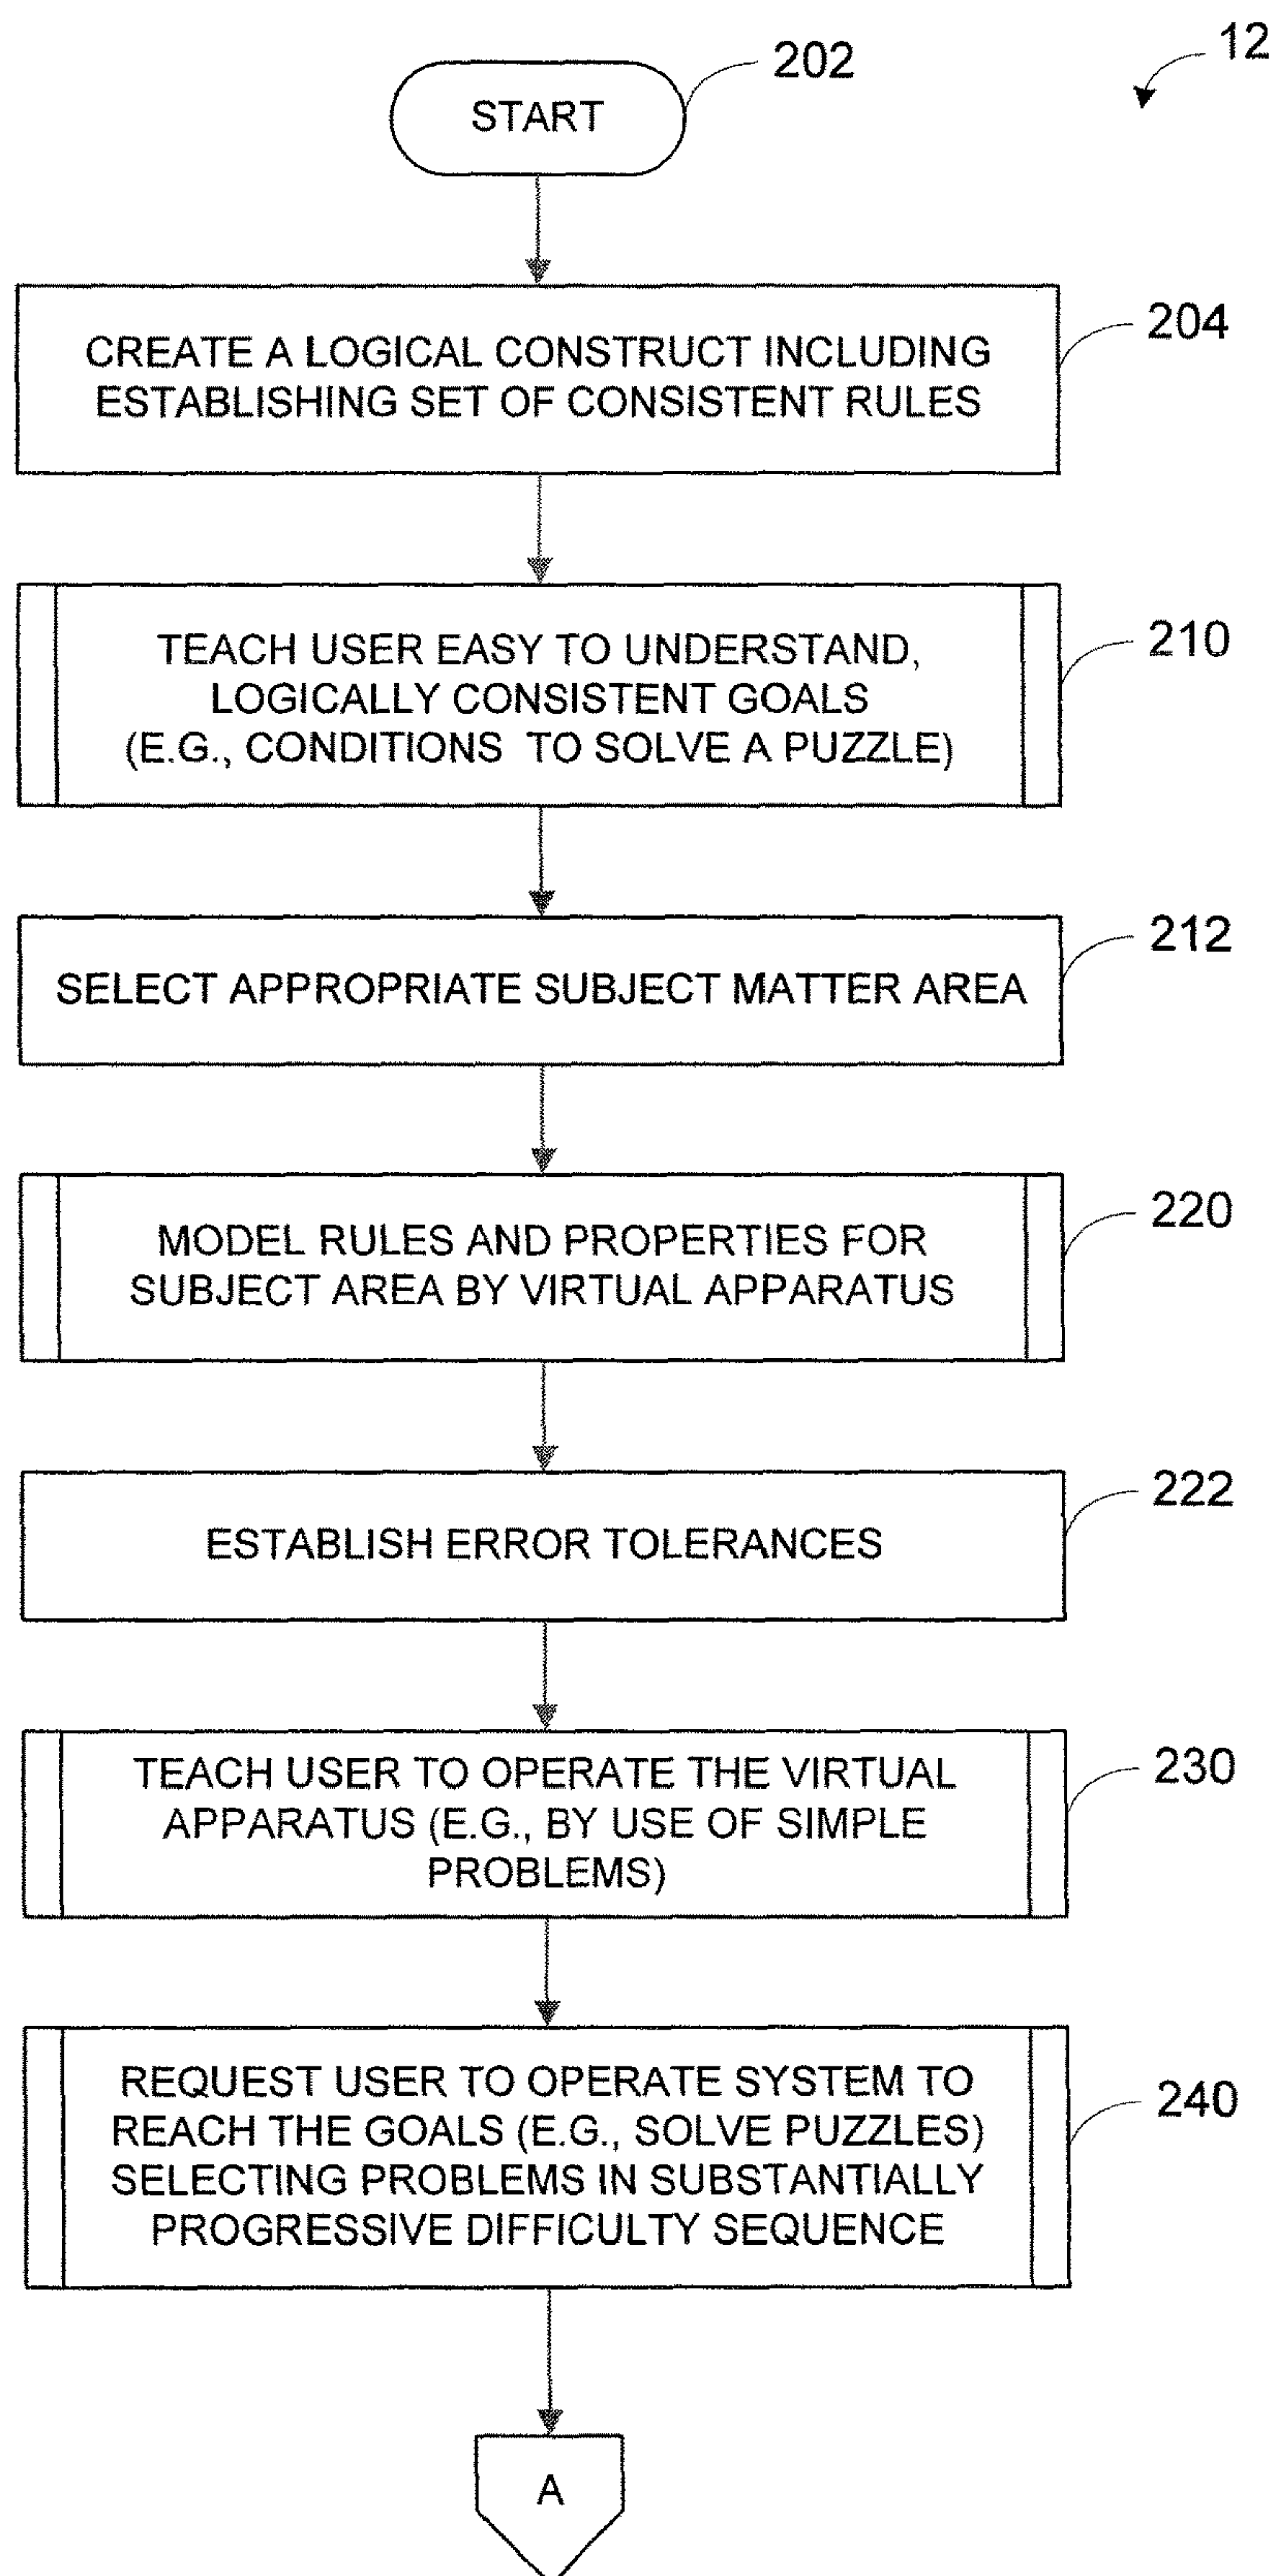 12
202
START
204
CREATE A LOGICAL CONSTRUCT INCLUDING
ESTABLISHING SET OF CONSISTENT RULES
210
TEACH USER EASY TO UNDERSTAND,
LOGICALLY CONSISTENT GOALS
(E.G., CONDITIONS TO SOLVE A PUZZLE)
212
SELECT APPROPRIATE SUBJECT MATTER AREA
220
MODEL RULES AND PROPERTIES FOR
SUBJECT AREA BY VIRTUAL APPARATUS
222
ESTABLISH ERROR TOLERANCES
230
TEACH USER TO OPERATE THE VIRTUAL
APPARATUS (E.G., BY USE OF SIMPLE
PROBLEMS)
240
REQUEST USER TO OPERATE SYSTEM TO
REACH THE GOALS (E.G., SOLVE PUZZLES)
SELECTING PROBLEMS IN SUBSTANTIALLY
PROGRESSIVE DIFFICULTY SEQUENCE
A